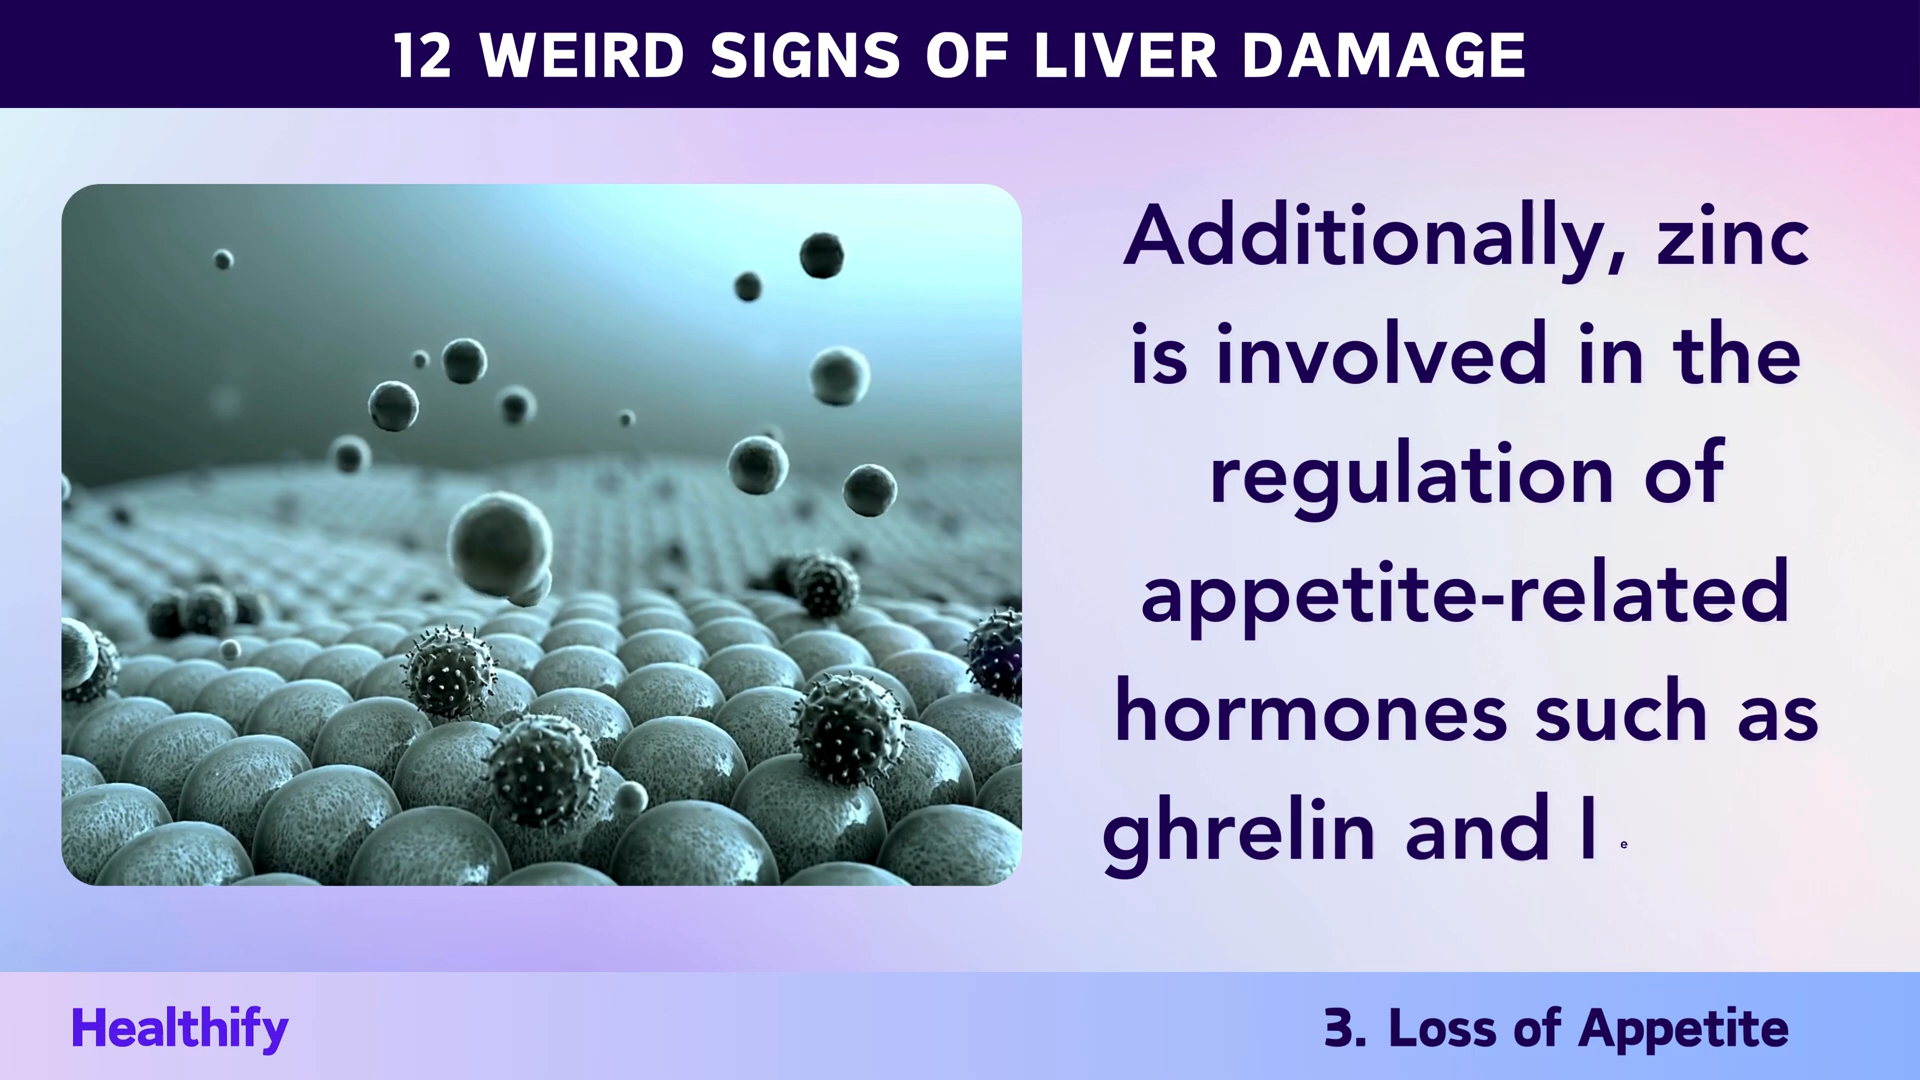 12 WEIRD SIGNS OF LIVER DAMAGE
Additionally, zinc
is involved in the
regulation of
appetite-related
hormones such as
ghrelin and l e
Healthify
3. Loss of Appetite